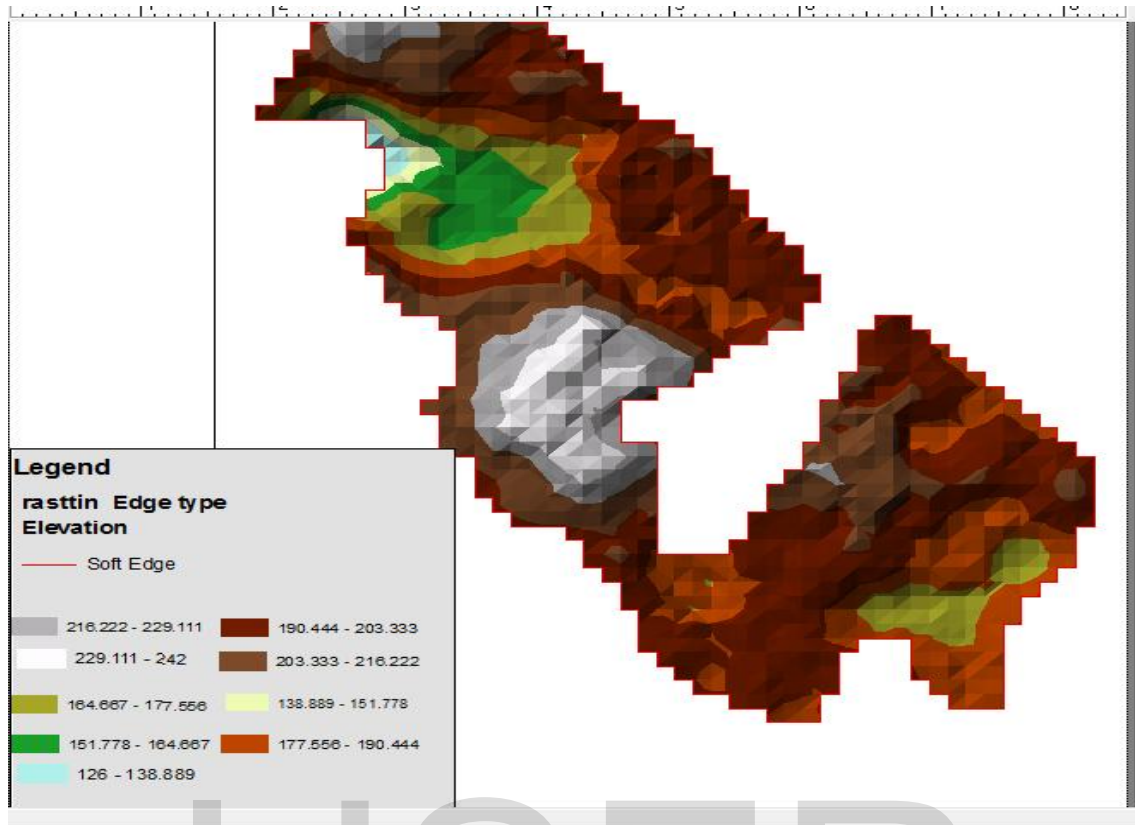 Legend
rasttin Edge type
Elevation
Soft Edge
216.222 - 229.111 190.444 - 203.333
229.111 - 242 203.333 - 216.222
164.667 - 177.556 138.889 - 151.778
151.778 - 164.667 177.556 - 190.444
126 - 138.889